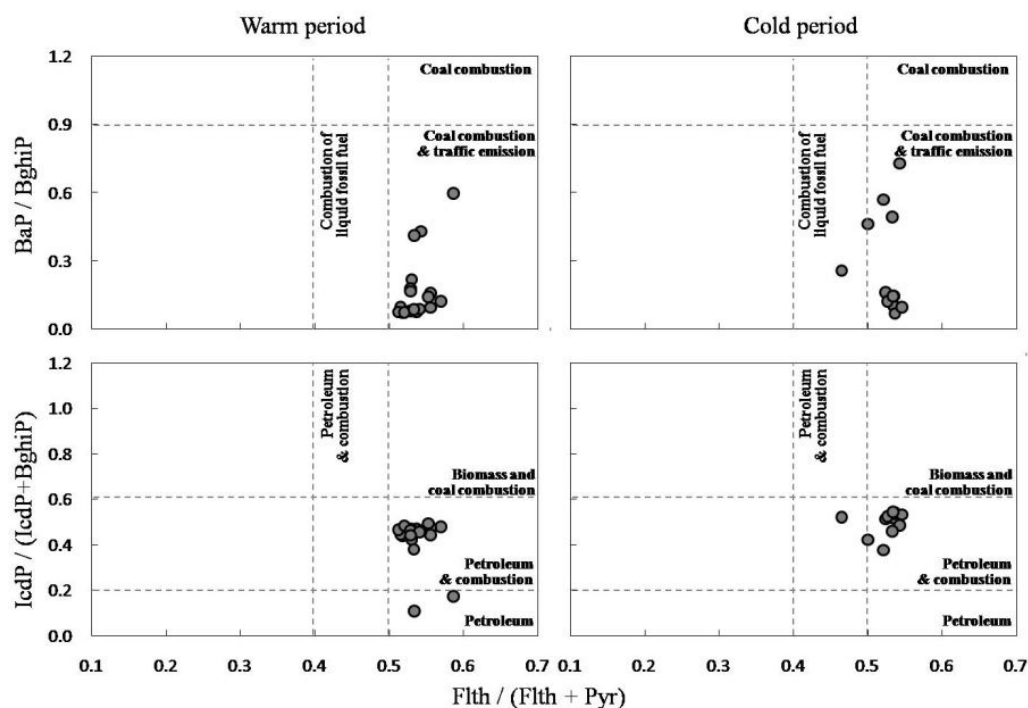 Warm period
Cold period
1.2
0.9
0.6
0.3
0.0
BaP / BghiP
Coal combustion
Coal combustion
& traffic emission
Combustion of
liquid fossil fuel
Coal combustion
Coal combustion
& traffic emission
Combustion of
liquid fossil fuel
1.2
1.0
0.8
0.6
0.4
0.2
0.0
IcdP / (IcdP+BghiP)
Petroleum
& combustion
Biomass and
coal combustion
Petroleum
& combustion
Petroleum
Petroleum
& combustion
Biomass and
coal combustion
Petroleum
& combustion
Petroleum
0.1 0.2 0.3 0.4 0.5 0.6 0.7
0.1 0.2 0.3 0.4 0.5 0.6 0.7
Flth / (Flth + Pyr)